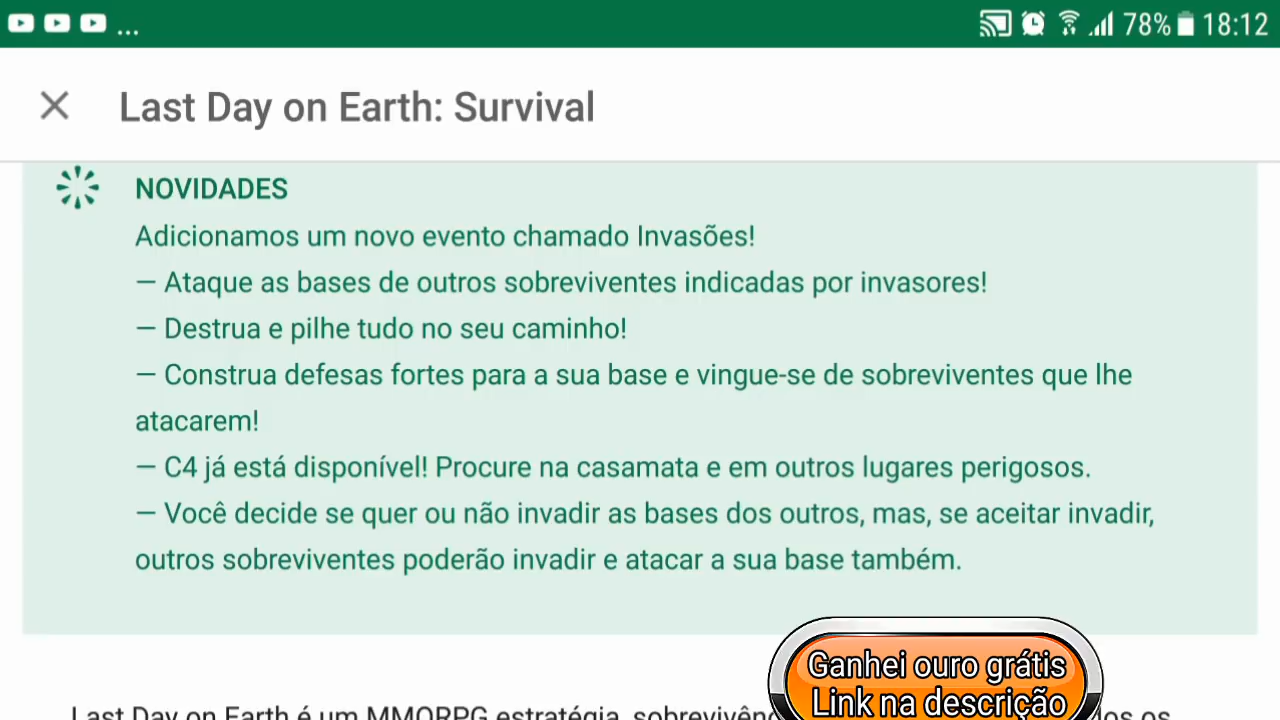 ... 78% 18:12
Last Day on Earth: Survival
NOVIDADES
Adicionamos um novo evento chamado Invasões!
— Ataque as bases de outros sobreviventes indicadas por invasores!
— Destrua e pilhe tudo no seu caminho!
— Construa defesas fortes para a sua base e vingue-se de sobreviventes que lhe
atacarem!
— C4 já está disponível! Procure na casamata e em outros lugares perigosos.
— Você decide se quer ou não invadir as bases dos outros, mas, se aceitar invadir,
outros sobreviventes poderão invadir e atacar a sua base também.
Ganhei ouro grátis
Link na descrição
Last Day on Earth é um MMORPG estratégia, os